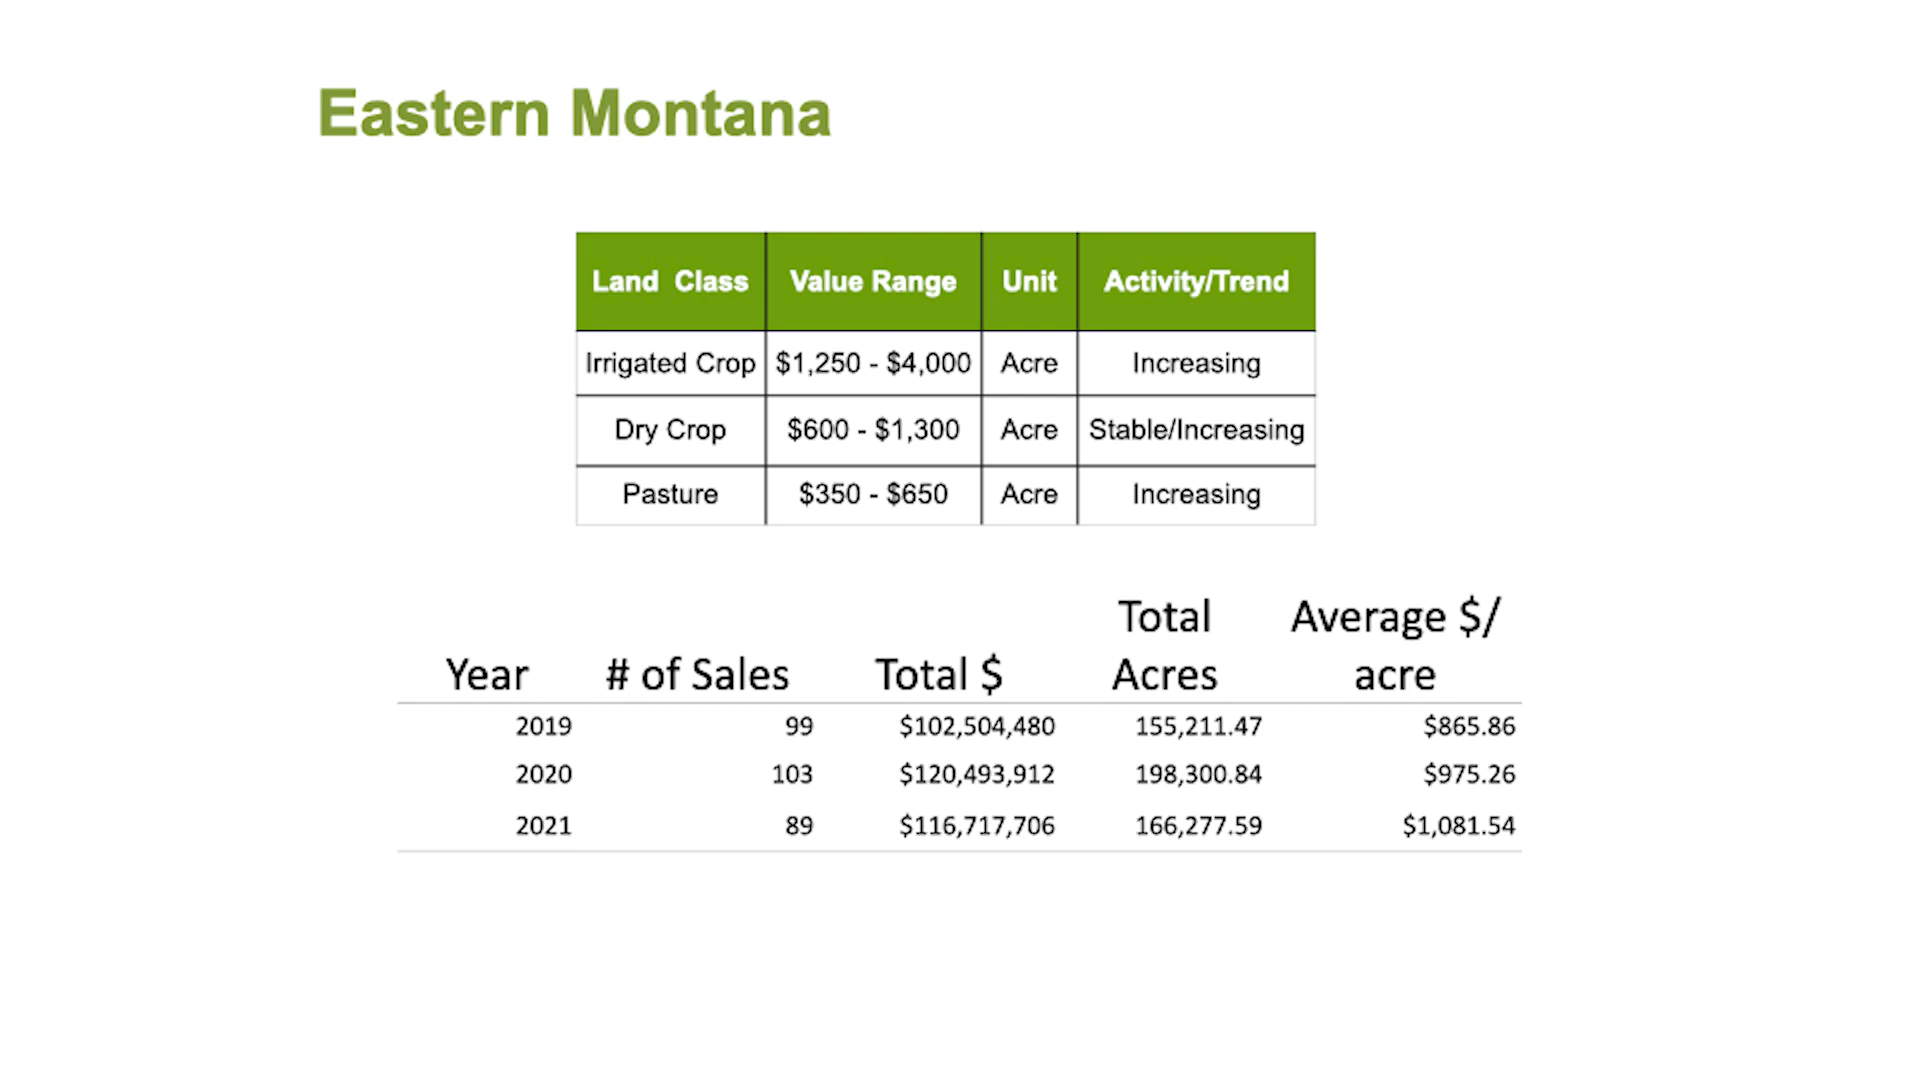 Eastern Montana
Land Class Value Range Unit Activity/Trend
Irrigated Crop $1,250 - $4,000 Acre Increasing
Dry Crop $600 - $1,300 Acre Stable/Increasing
Pasture $350 - $650 Acre Increasing
Total Average $/
Year # of Sales Total $ Acres acre
2019 99 $102,504,480 155,211.47 $865.86
2020 103 $120,493,912 198,300.84 $975.26
2021 89 $116,717,706 166,277.59 $1,081.54